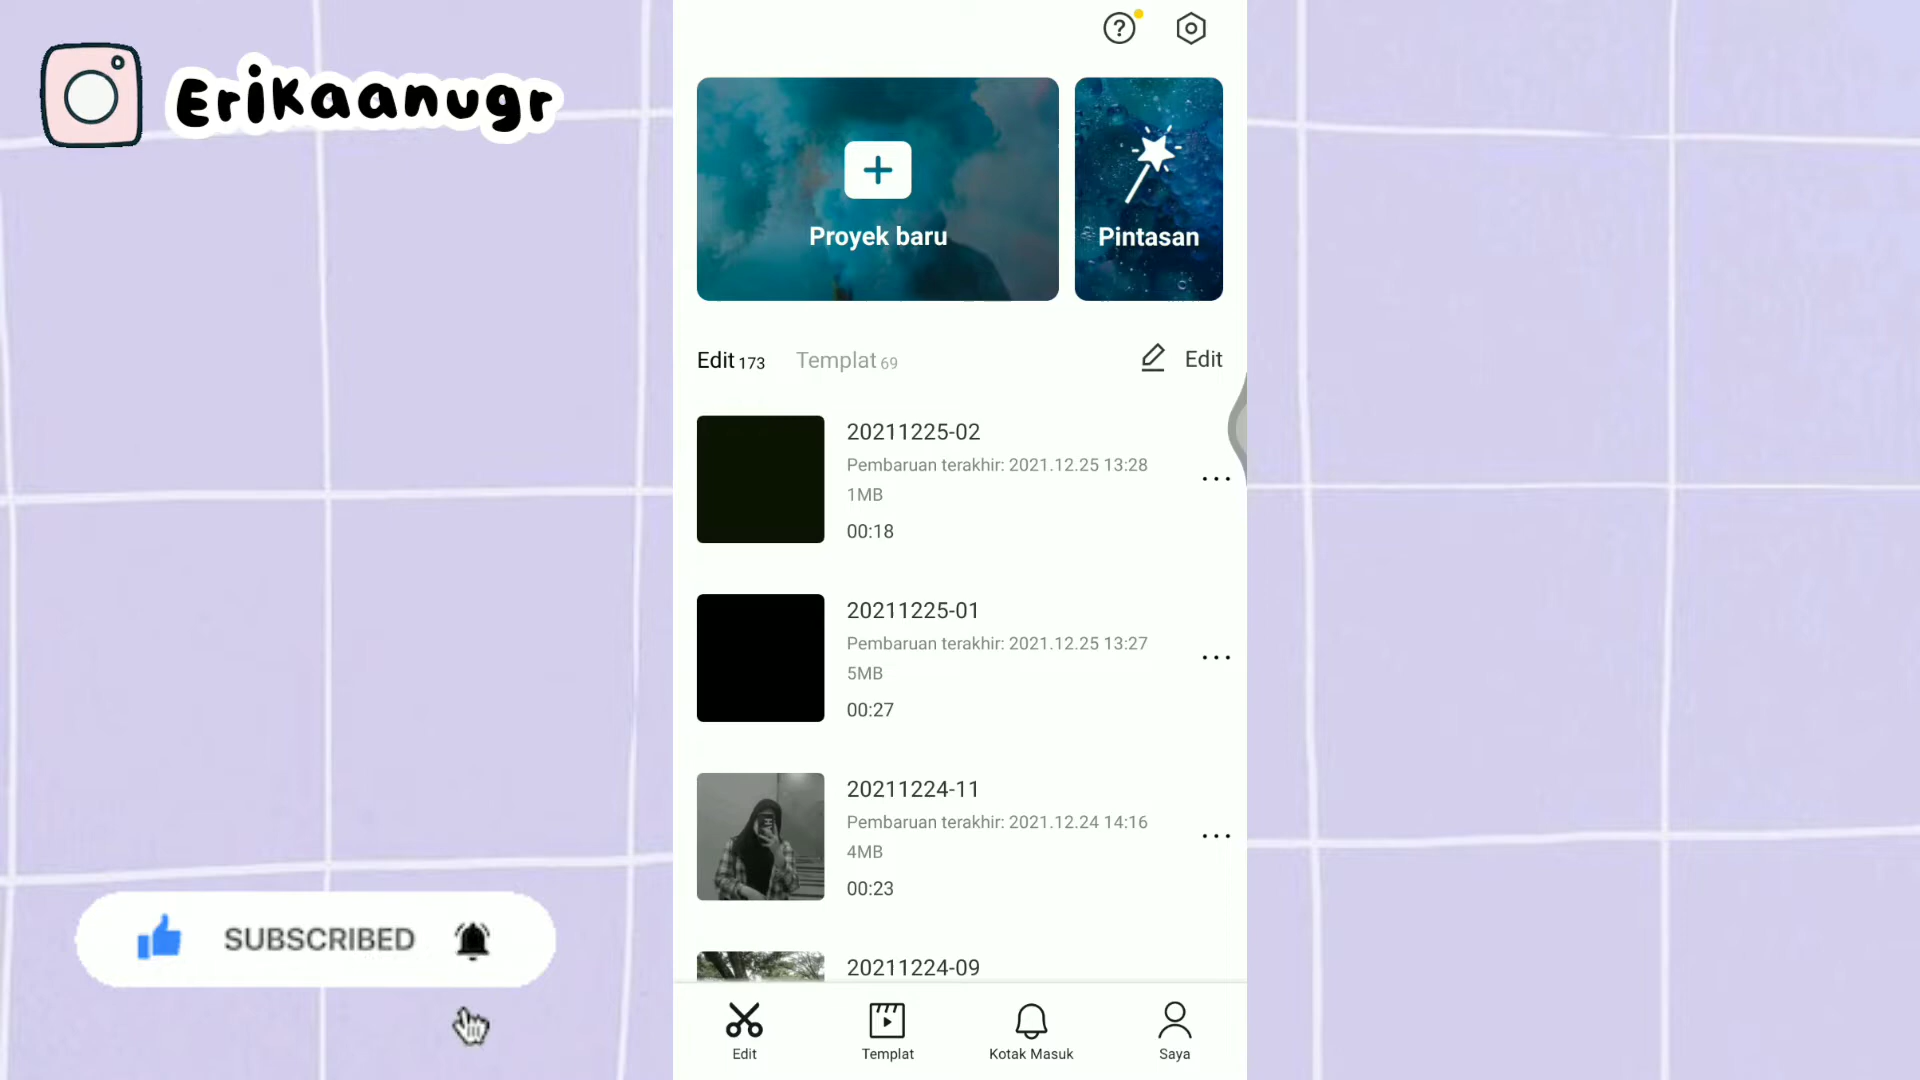 Erikaanugr
Proyek baru
Pintasan
Edit 173
Templat 69
Edit
20211225-02
Pembaruan terakhir: 2021.12.25 13:28
1MB
00:18
20211225-01
Pembaruan terakhir: 2021.12.25 13:27
5MB
00:27
20211224-11
Pembaruan terakhir: 2021.12.24 14:16
4MB
00:23
20211224-09
SUBSCRIBED
Edit
Templat
Kotak Masuk
Saya